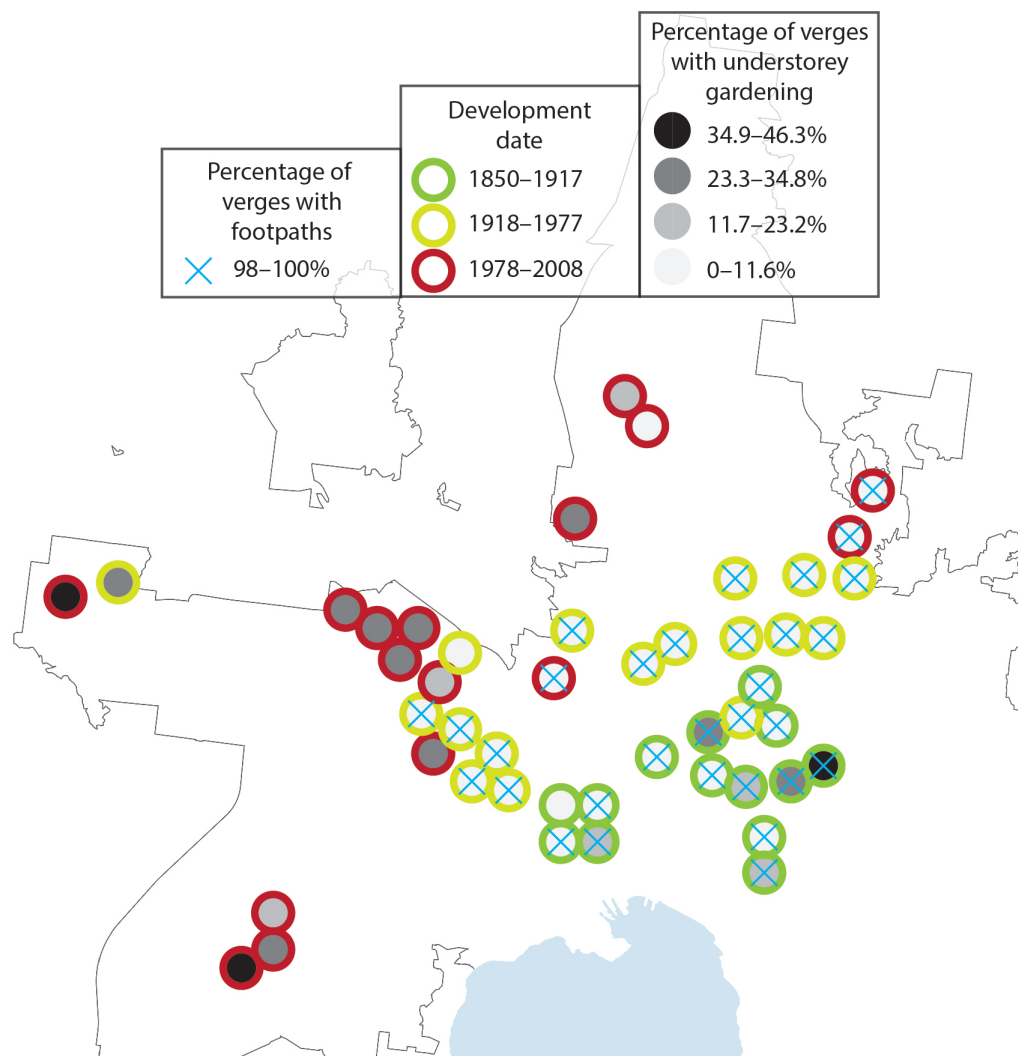 Percentage of
verges with
footpaths
98–100%
Development
date
1850–1917
1918–1977
1978–2008
Percentage of verges
with understorey
gardening
34.9–46.3%
23.3–34.8%
11.7–23.2%
0–11.6%